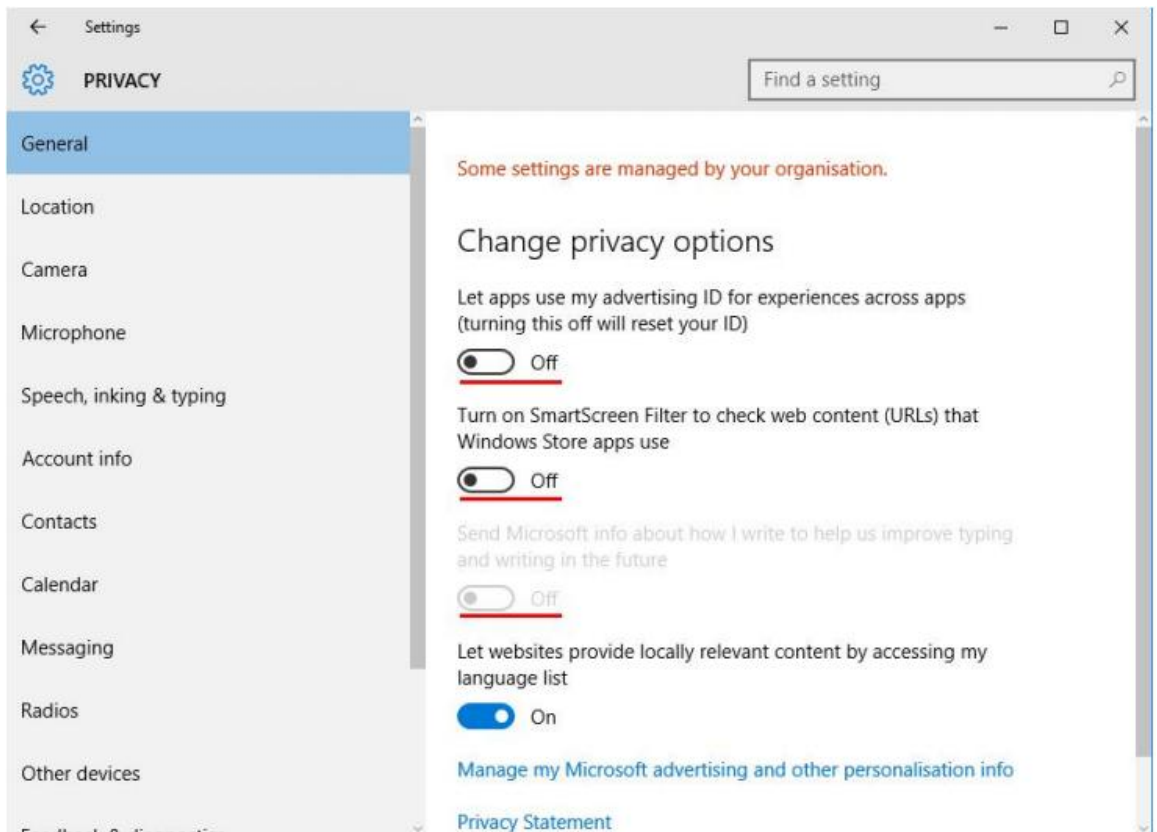 Settings
PRIVACY
Find a setting
General
Location
Camera
Microphone
Speech, inking & typing
Account info
Contacts
Calendar
Messaging
Radios
Other devices
Some settings are managed by your organisation.
Change privacy options
Let apps use my advertising ID for experiences across apps
(turning this off will reset your ID)
Off
Turn on SmartScreen Filter to check web content (URLs) that
Windows Store apps use
Off
Send Microsoft info about how I write to help us improve typing
and writing in the future
Off
Let websites provide locally relevant content by accessing my
language list
On
Manage my Microsoft advertising and other personalisation info
Privacy Statement